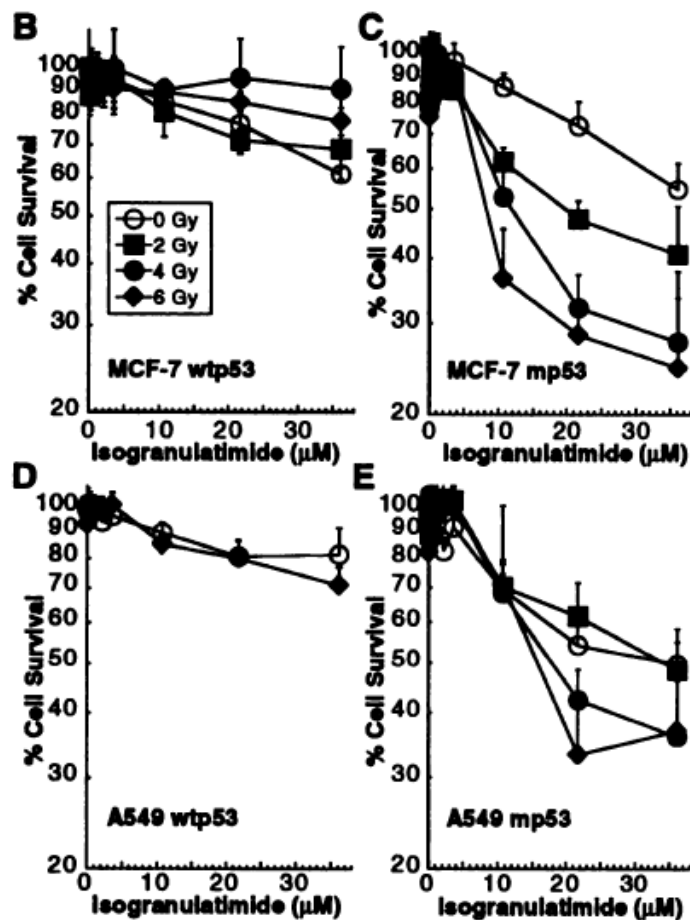 B
100
90
80
70
60
50
40
30
20
% Cell Survival
0 Gy
2 Gy
4 Gy
6 Gy
MCF-7 wtp53
0 10 20 30
Isogranulatimide (μM)
C
100
90
80
70
60
50
40
30
20
% Cell Survival
MCF-7 mp53
0 10 20 30
Isogranulatimide (μM)
D
100
90
80
70
60
50
40
30
20
% Cell Survival
A549 wtp53
0 10 20 30
Isogranulatimide (μM)
E
100
90
80
70
60
50
40
30
20
% Cell Survival
A549 mp53
0 10 20 30
Isogranulatimide (μM)